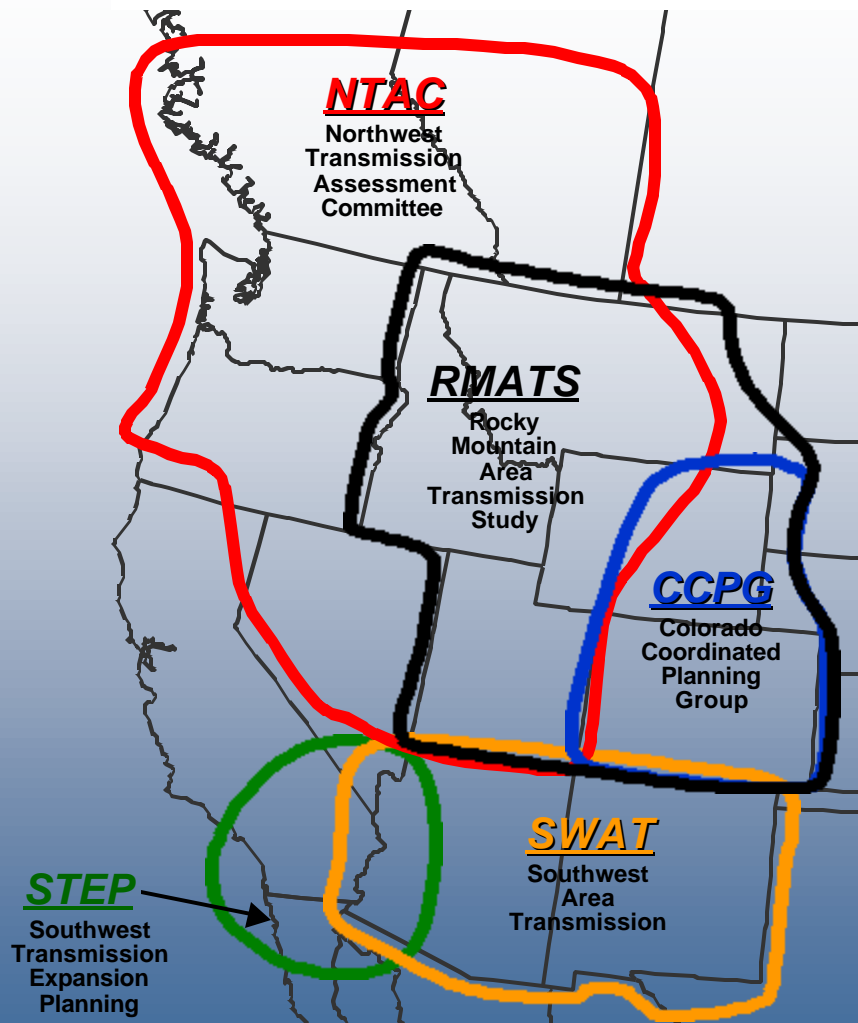 NTAC
Northwest
Transmission
Assessment
Committee
RMATS
Rocky
Mountain
Area
Transmission
Study
CCPG
Colorado
Coordinated
Planning
Group
SWAT
Southwest
Area
Transmission
STEP
Southwest
Transmission
Expansion
Planning